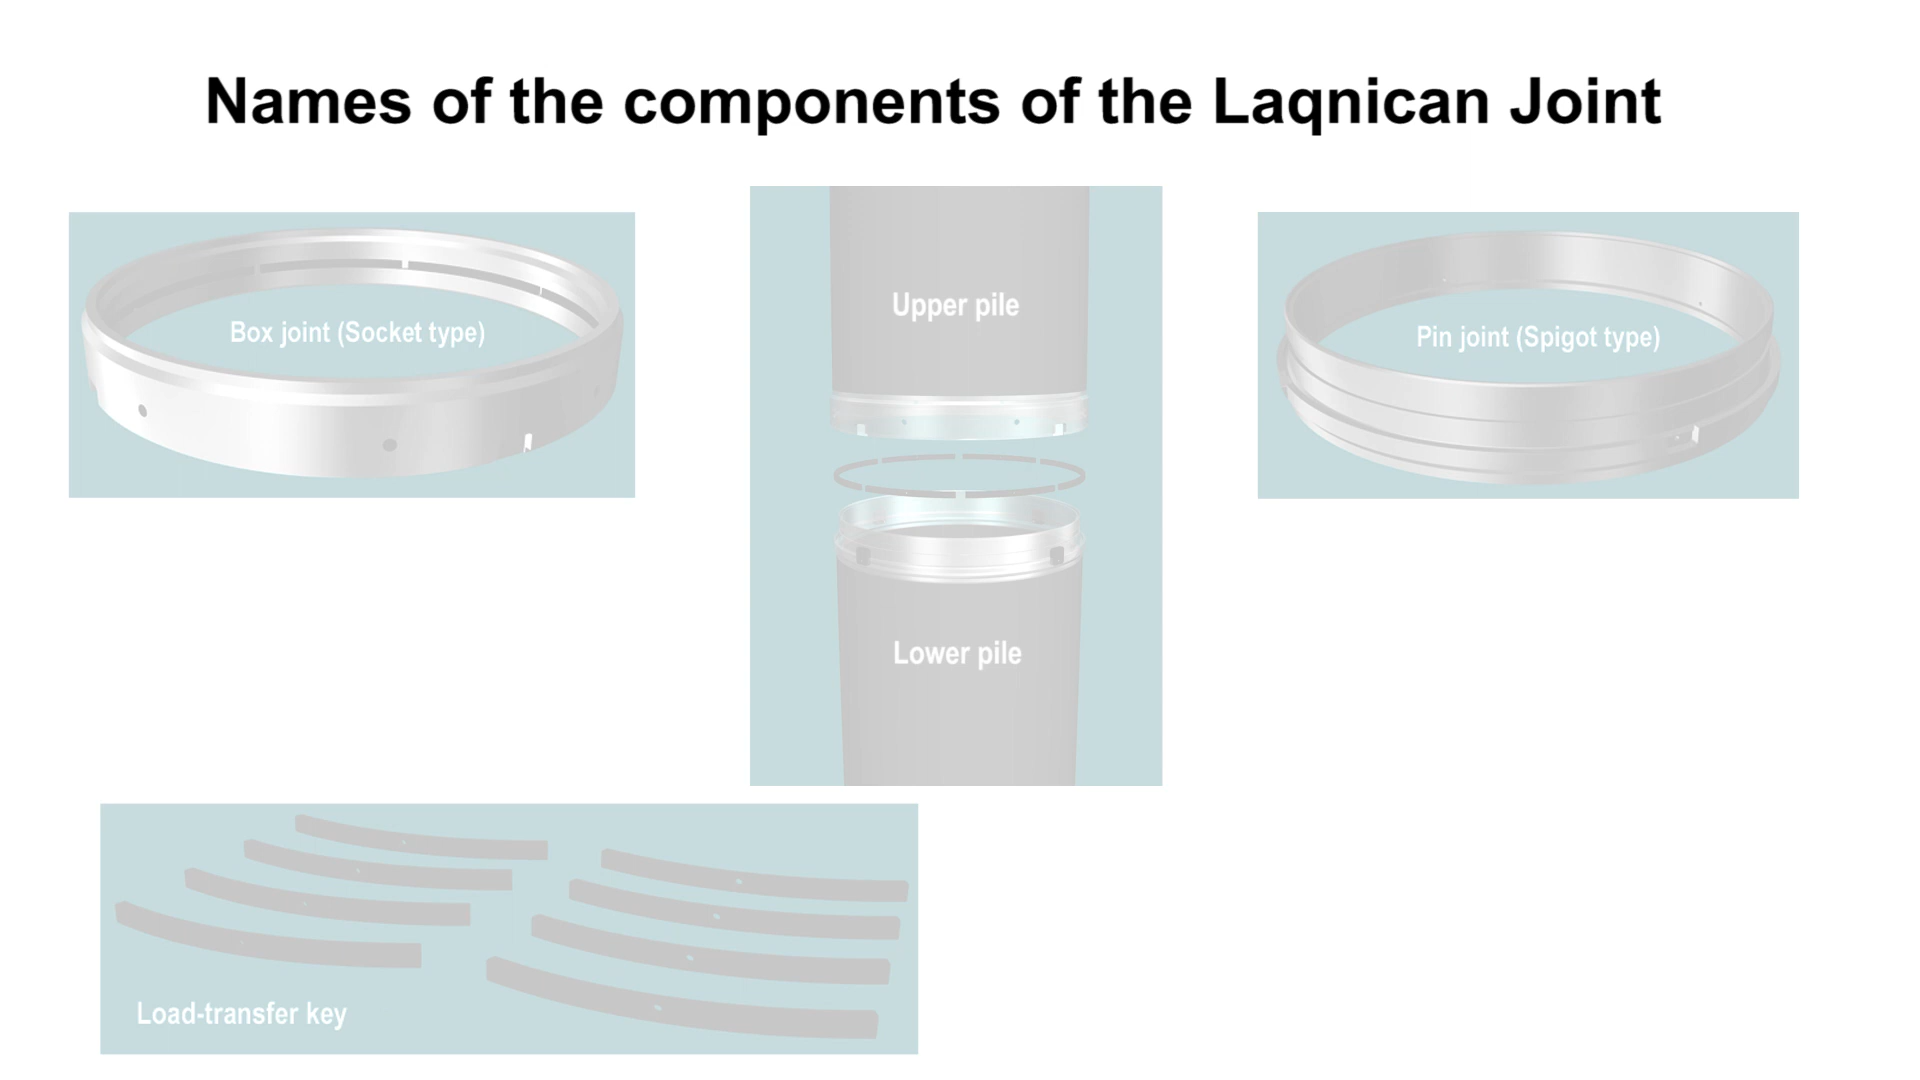 Names of the components of the Laqnican Joint
Box joint (Socket type)
Upper pile
Pin joint (Spigot type)
Lower pile
Load-transfer key